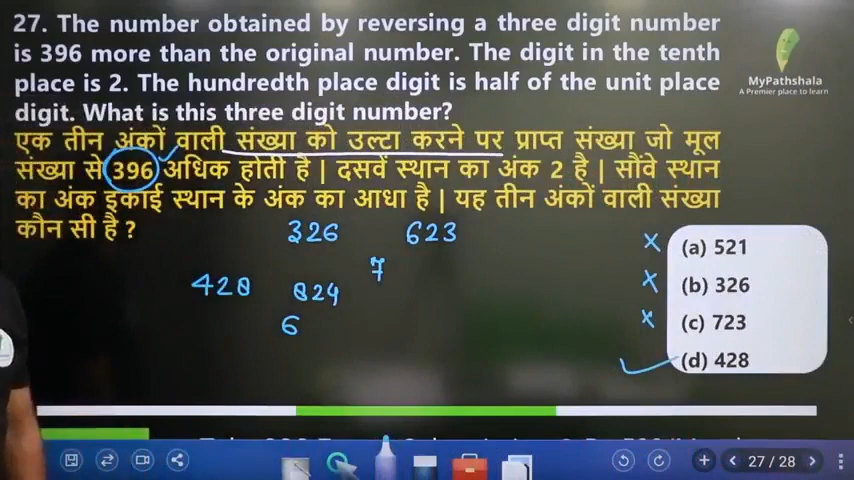 27. The number obtained by reversing a three digit number
is 396 more than the original number. The digit in the tenth
place is 2. The hundredth place digit is half of the unit place
digit. What is this three digit number?
एक तीन अंकों वाली संख्या को उल्टा करने पर प्राप्त संख्या जो मूल
संख्या से 396 अधिक होती है | दसवें स्थान का अंक 2 है | सौंवे स्थान
का अंक इकाई स्थान के अंक का आधा है | यह तीन अंकों वाली संख्या
कौन सी है ?
MyPathshala
A Premier place to learn
326 623
7
428 824
6
(a) 521
(b) 326
(c) 723
(d) 428
27 / 28